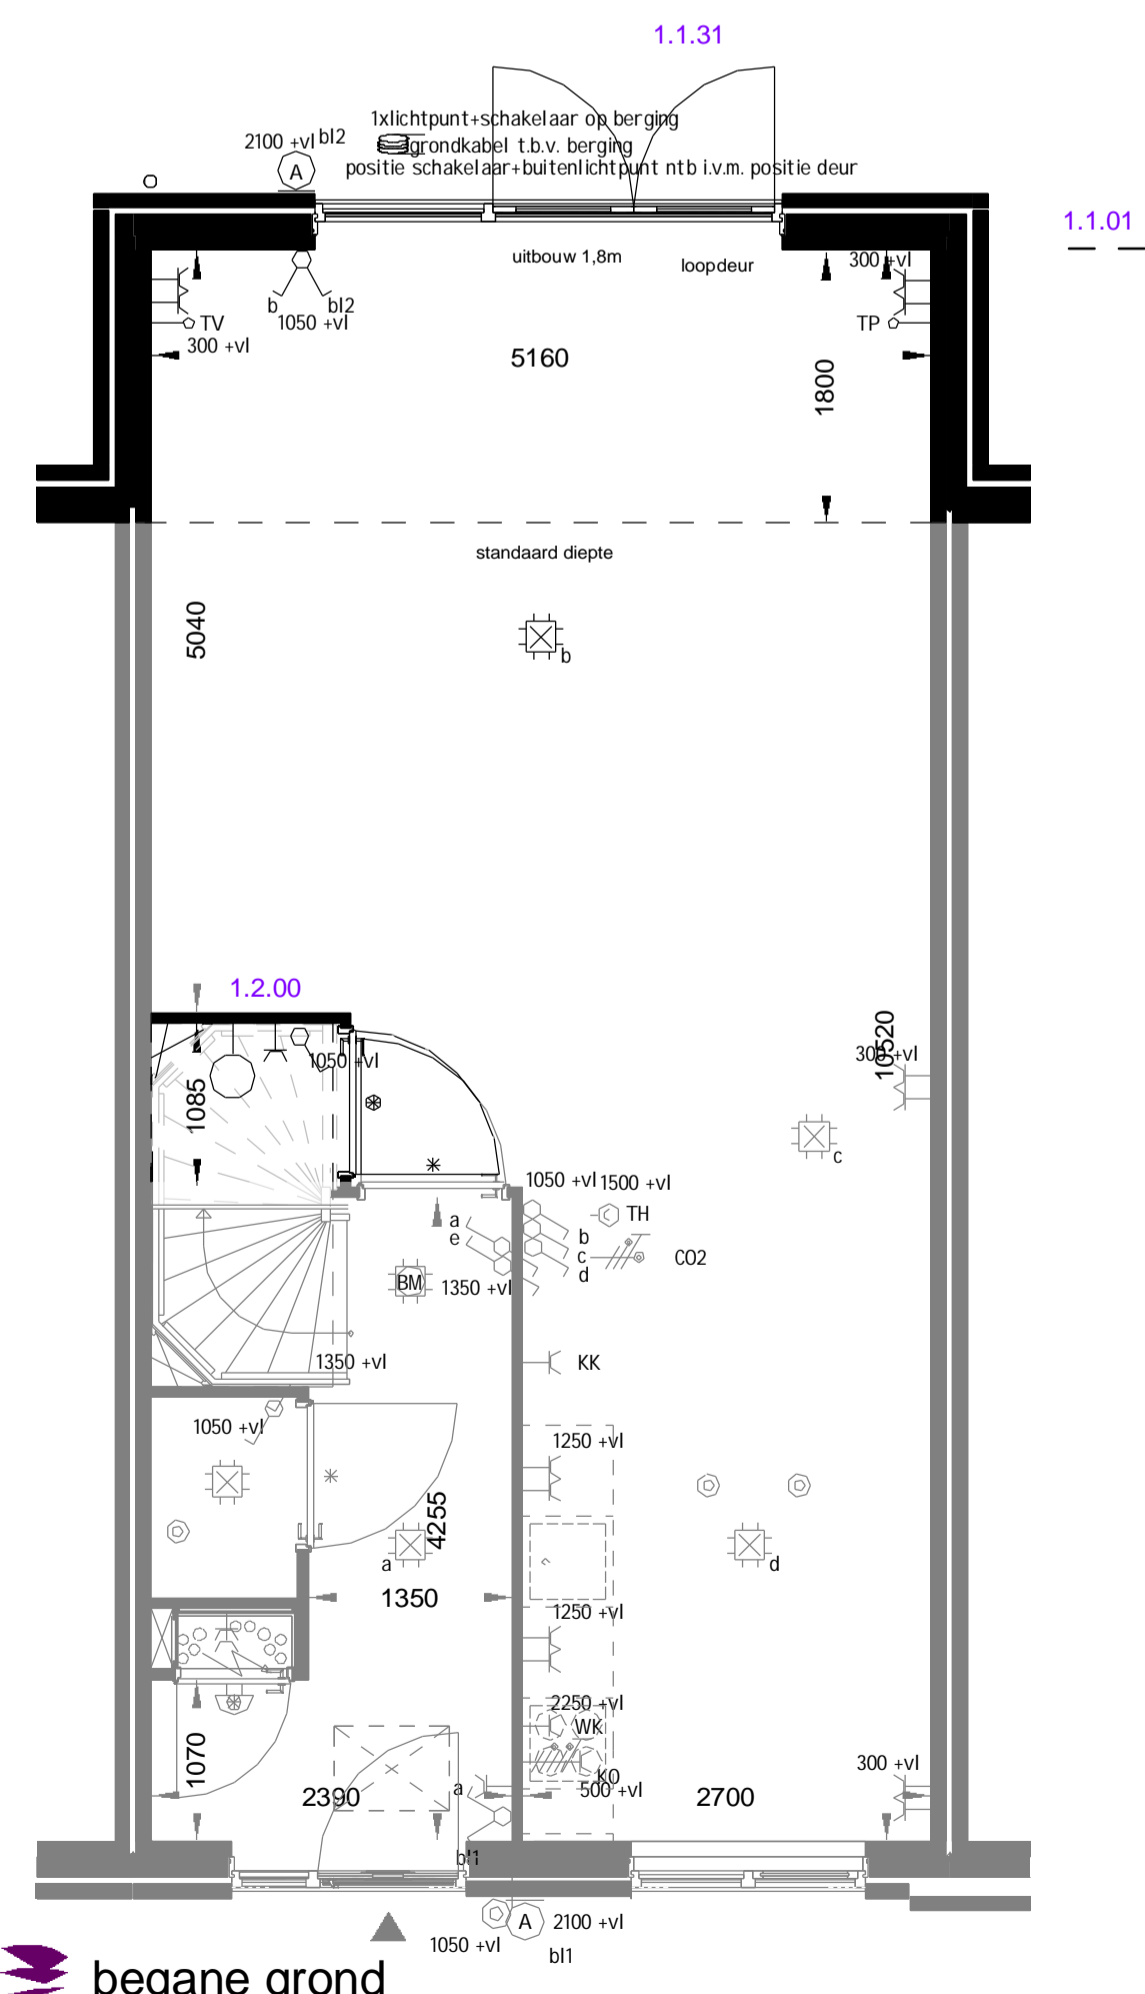 1.1.31
1xlichtpunt+schakelaar op berging
2100 +vl bl2
grondkabel t.b.v. berging
A
positie schakelaar+buitenlichtpunt ntb i.v.m. positie deur
1.1.01
uitbouw 1,8m
loopdeur
300 +vl
b
bl2
1050 +vl
TV
TP
300 +vl
5160
1800
standaard diepte
5040
b
1.2.00
10520
300 +vl
1050 +vl
1085
c
1050 +vl
1500 +vl
a
TH
e
b
c
CO2
d
BM
1350 +vl
1350 +vl
KK
1050 +vl
1250 +vl
4255
a
d
1350
1250 +vl
2250 +vl
WK
1070
300 +vl
K0
2390
a
500 +vl
2700
bl1
A
2100 +vl
1050 +vl
bl1
begane grond